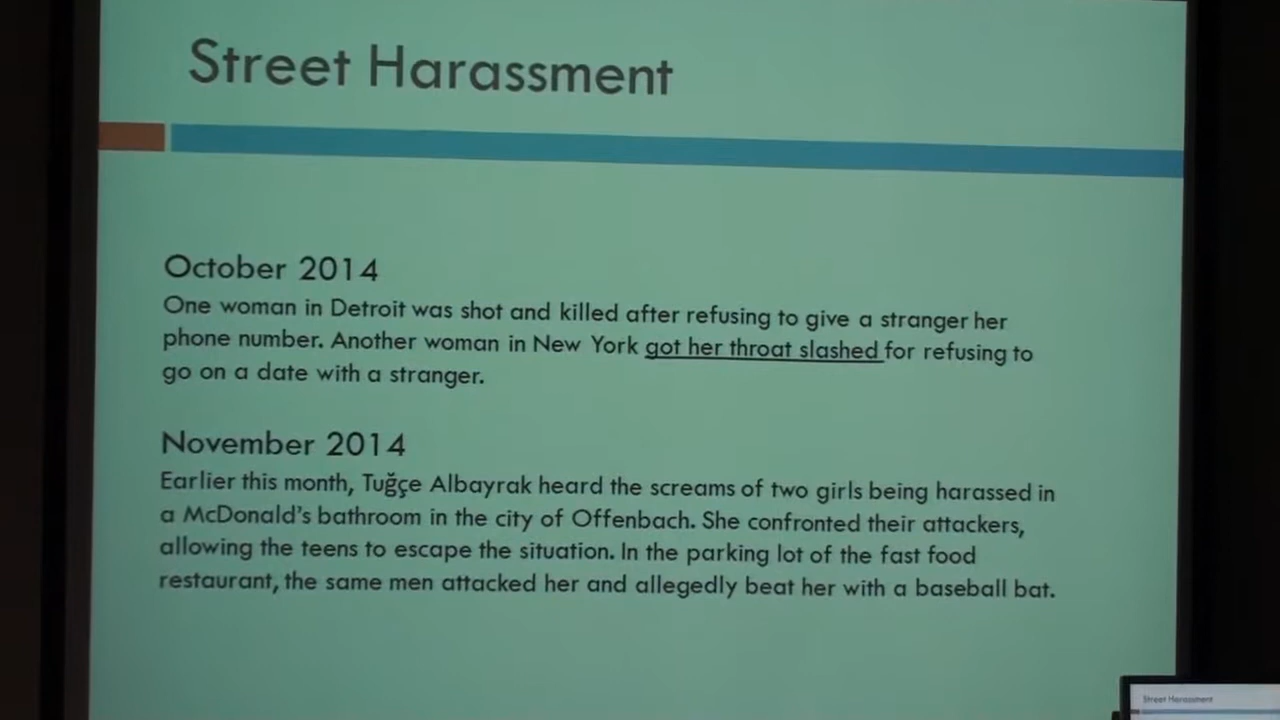 Street Harassment
October 2014
One woman in Detroit was shot and killed after refusing to give a stranger her
phone number. Another woman in New York got her throat slashed for refusing to
go on a date with a stranger.
November 2014
Earlier this month, Tuğçe Albayrak heard the screams of two girls being harassed in
a McDonald's bathroom in the city of Offenbach. She confronted their attackers,
allowing the teens to escape the situation. In the parking lot of the fast food
restaurant, the same men attacked her and allegedly beat her with a baseball bat.
Street Harassment